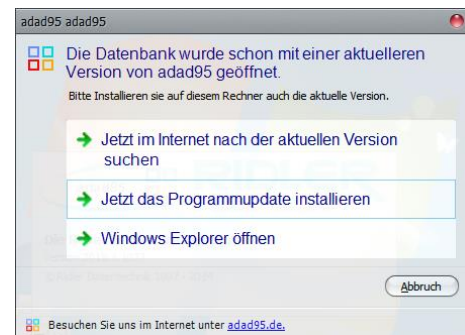 adad95 adad95
Die Datenbank wurde schon mit einer aktuelleren
Version von adad95 geöffnet.
Bitte Installieren sie auf diesem Rechner auch die aktuelle Version.
Jetzt im Internet nach der aktuellen Version
suchen
Jetzt das Programmupdate installieren
Windows Explorer öffnen
Abbruch
Besuchen Sie uns im Internet unter adad95.de.